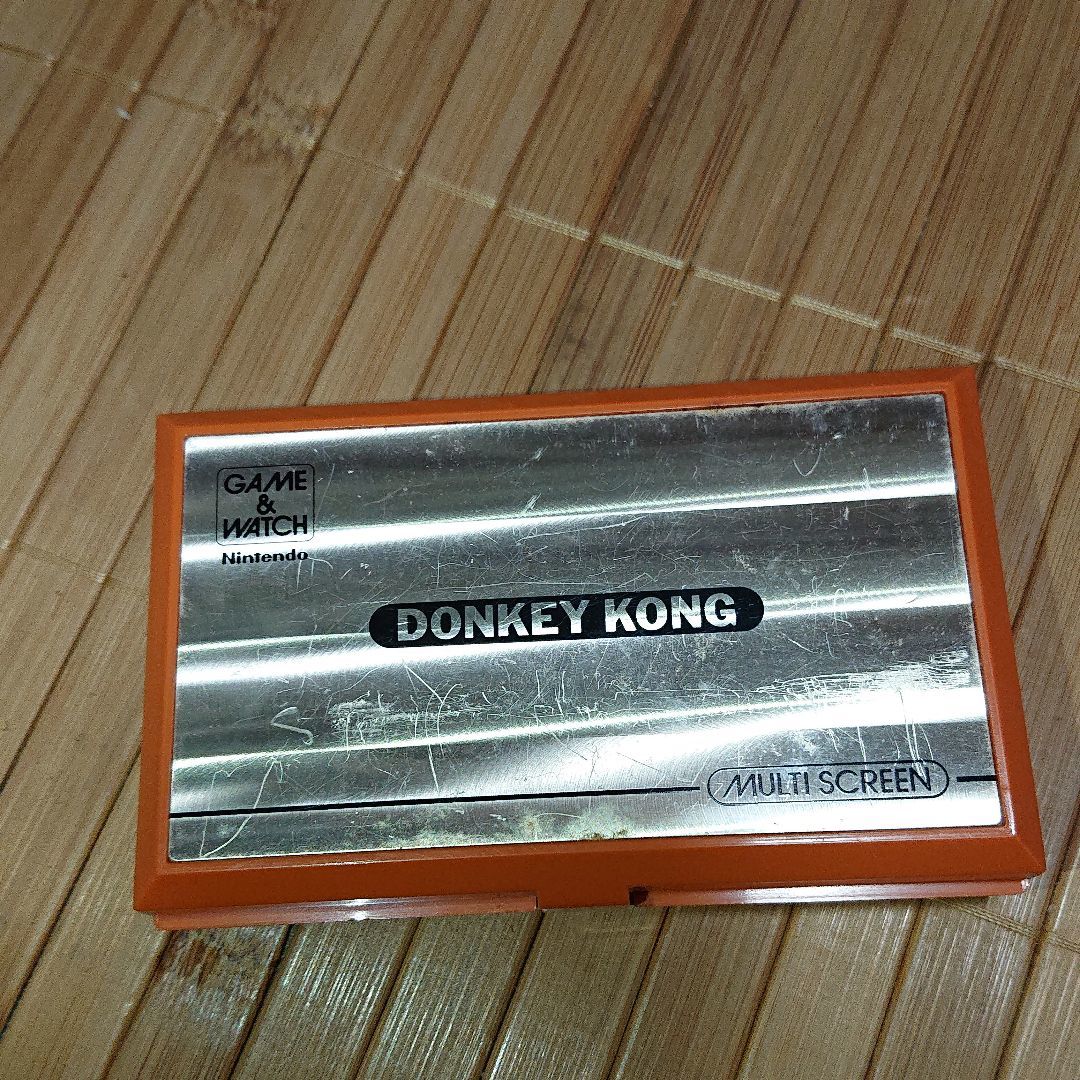 GAME
&
WATCH
Nintendo
DONKEY KONG
MULTI SCREEN